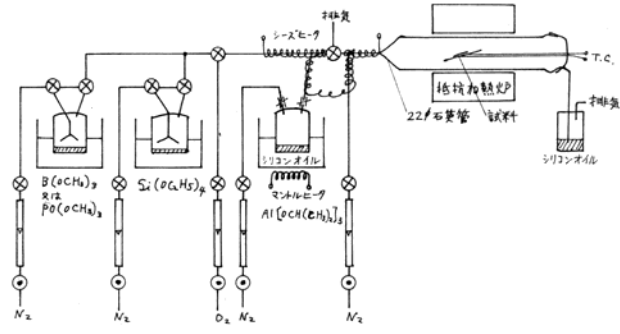 排気
シーズヒータ
T.C.
抵抗加熱炉
22φ石英管
試料
排気
シリコンオイル
B(OCH3)3
又は
PO(OCH3)3
Si(OC2H5)4
シリコンオイル
マントルヒータ
Al[OCH(CH3)2]3
N2
N2
O2
N2
N2